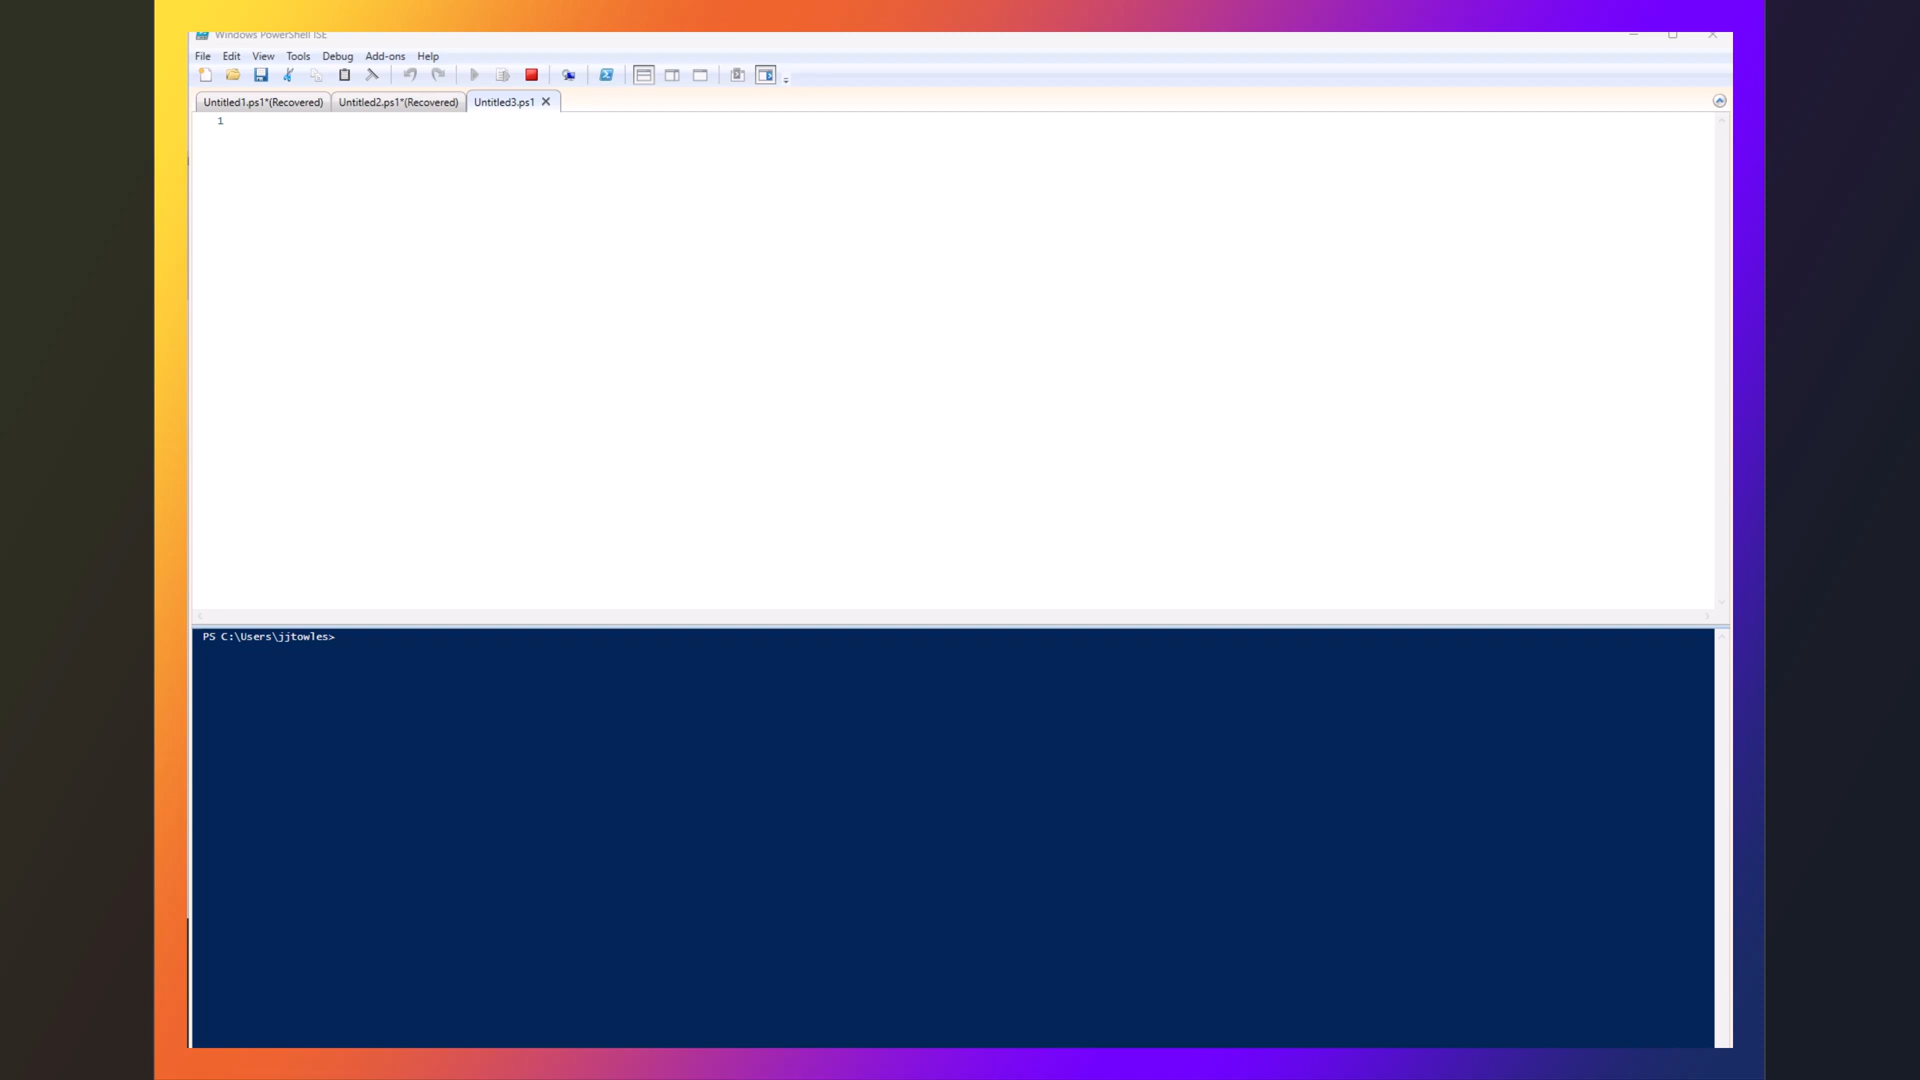 Windows PowerShell ISE
File Edit View Tools Debug Add-ons Help
Untitled1.ps1*(Recovered) Untitled2.ps1*(Recovered) Untitled3.ps1
1
PS C:\Users\jjtowles>